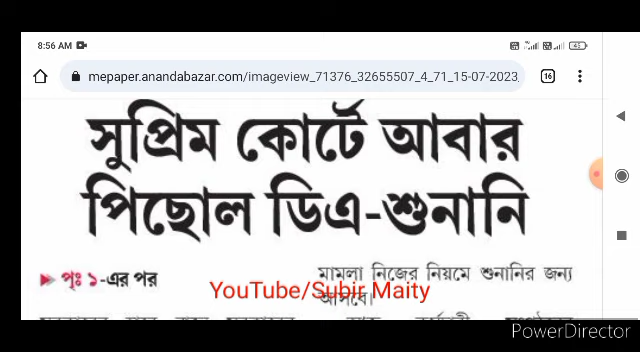 8:56 AM
45
mepaper.anandabazar.com/imageview_71376_32655507_4_71_15-07-2023
16
সুপ্রিম কোর্টে আবার
পিছোল ডিএ-শুনানি
পৃঃ ১-এর পর
মামলা নিজের নিয়মে শুনানির জন্য
আসবে।
YouTube/Subir Maity
PowerDirector